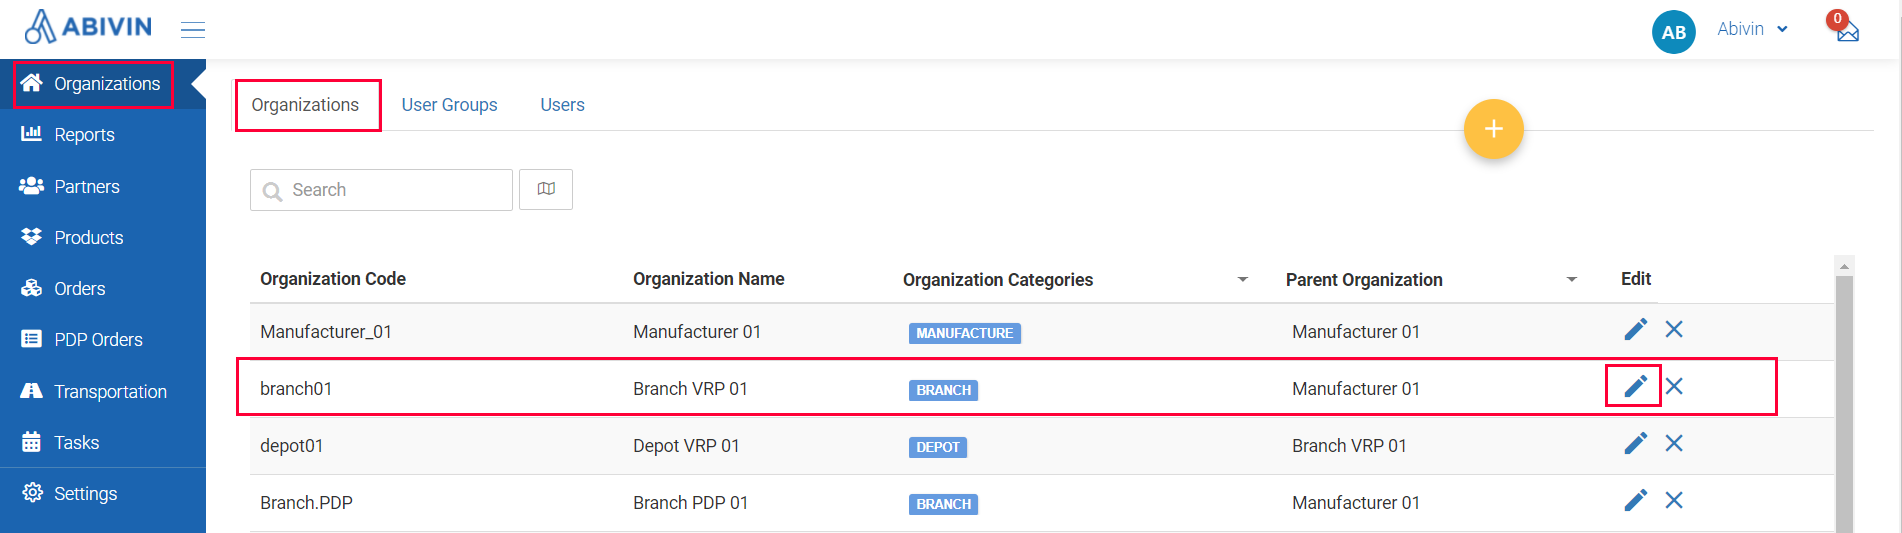 ABIVIN
AB
Abivin
0
Organizations
Reports
Partners
Products
Orders
PDP Orders
Transportation
Tasks
Settings
Organizations User Groups Users
+
Search
Organization Code Organization Name Organization Categories Parent Organization Edit
Manufacturer_01 Manufacturer 01 MANUFACTURE Manufacturer 01
branch01 Branch VRP 01 BRANCH Manufacturer 01
depot01 Depot VRP 01 DEPOT Branch VRP 01
Branch.PDP Branch PDP 01 BRANCH Manufacturer 01